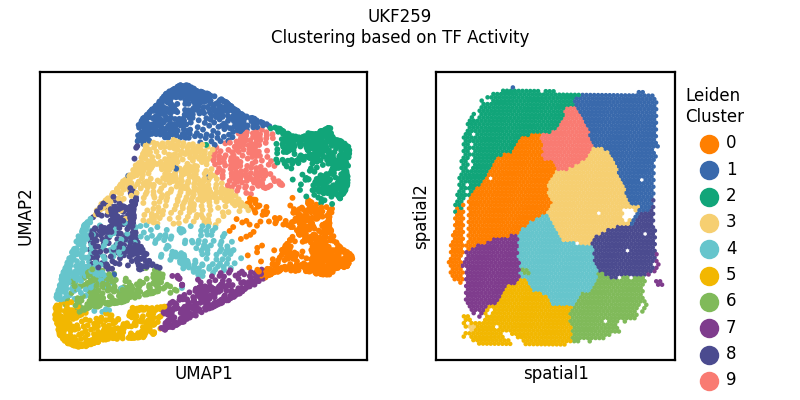 UKF259
Clustering based on TF Activity
UMAP2
UMAP1
spatial2
spatial1
Leiden
Cluster
0
1
2
3
4
5
6
7
8
9